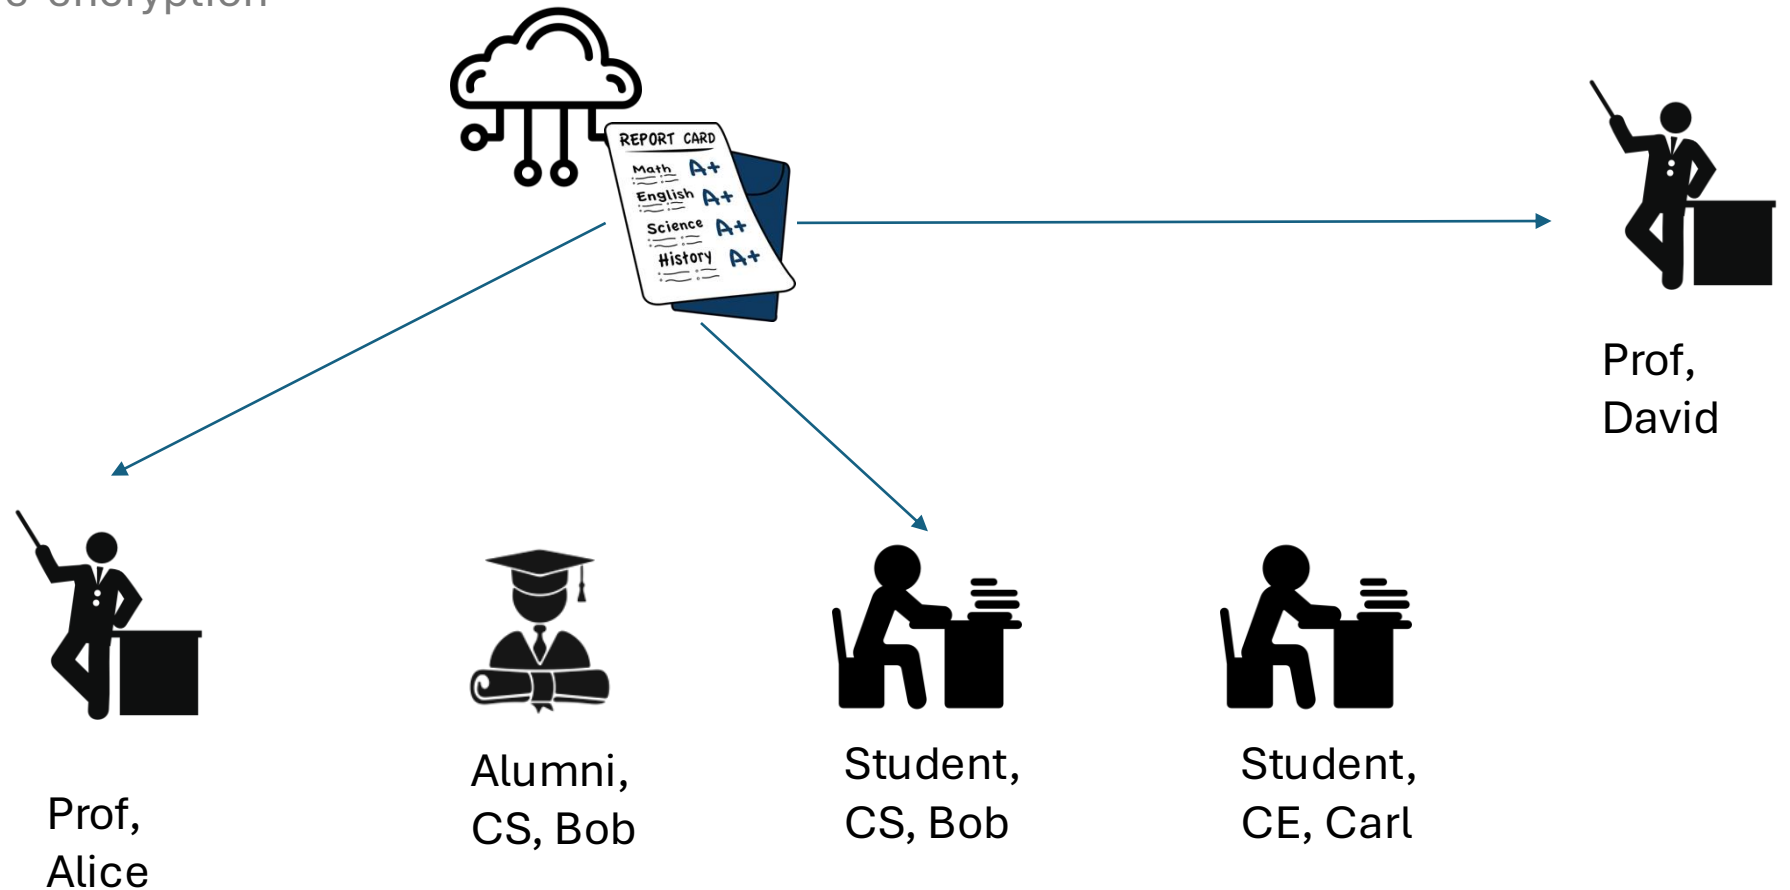 encryption
REPORT CARD
Math A+
English A+
Science A+
History A+
Prof,
David
Prof,
Alice
Alumni,
CS, Bob
Student,
CS, Bob
Student,
CE, Carl